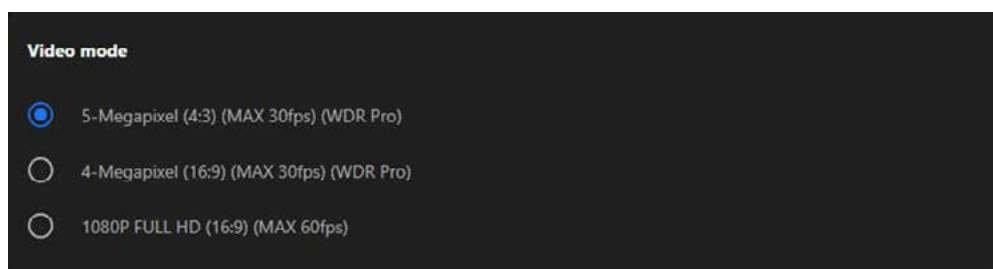 Video mode
5-Megapixel (4:3) (MAX 30fps) (WDR Pro)
4-Megapixel (16:9) (MAX 30fps) (WDR Pro)
1080P FULL HD (16:9) (MAX 60fps)